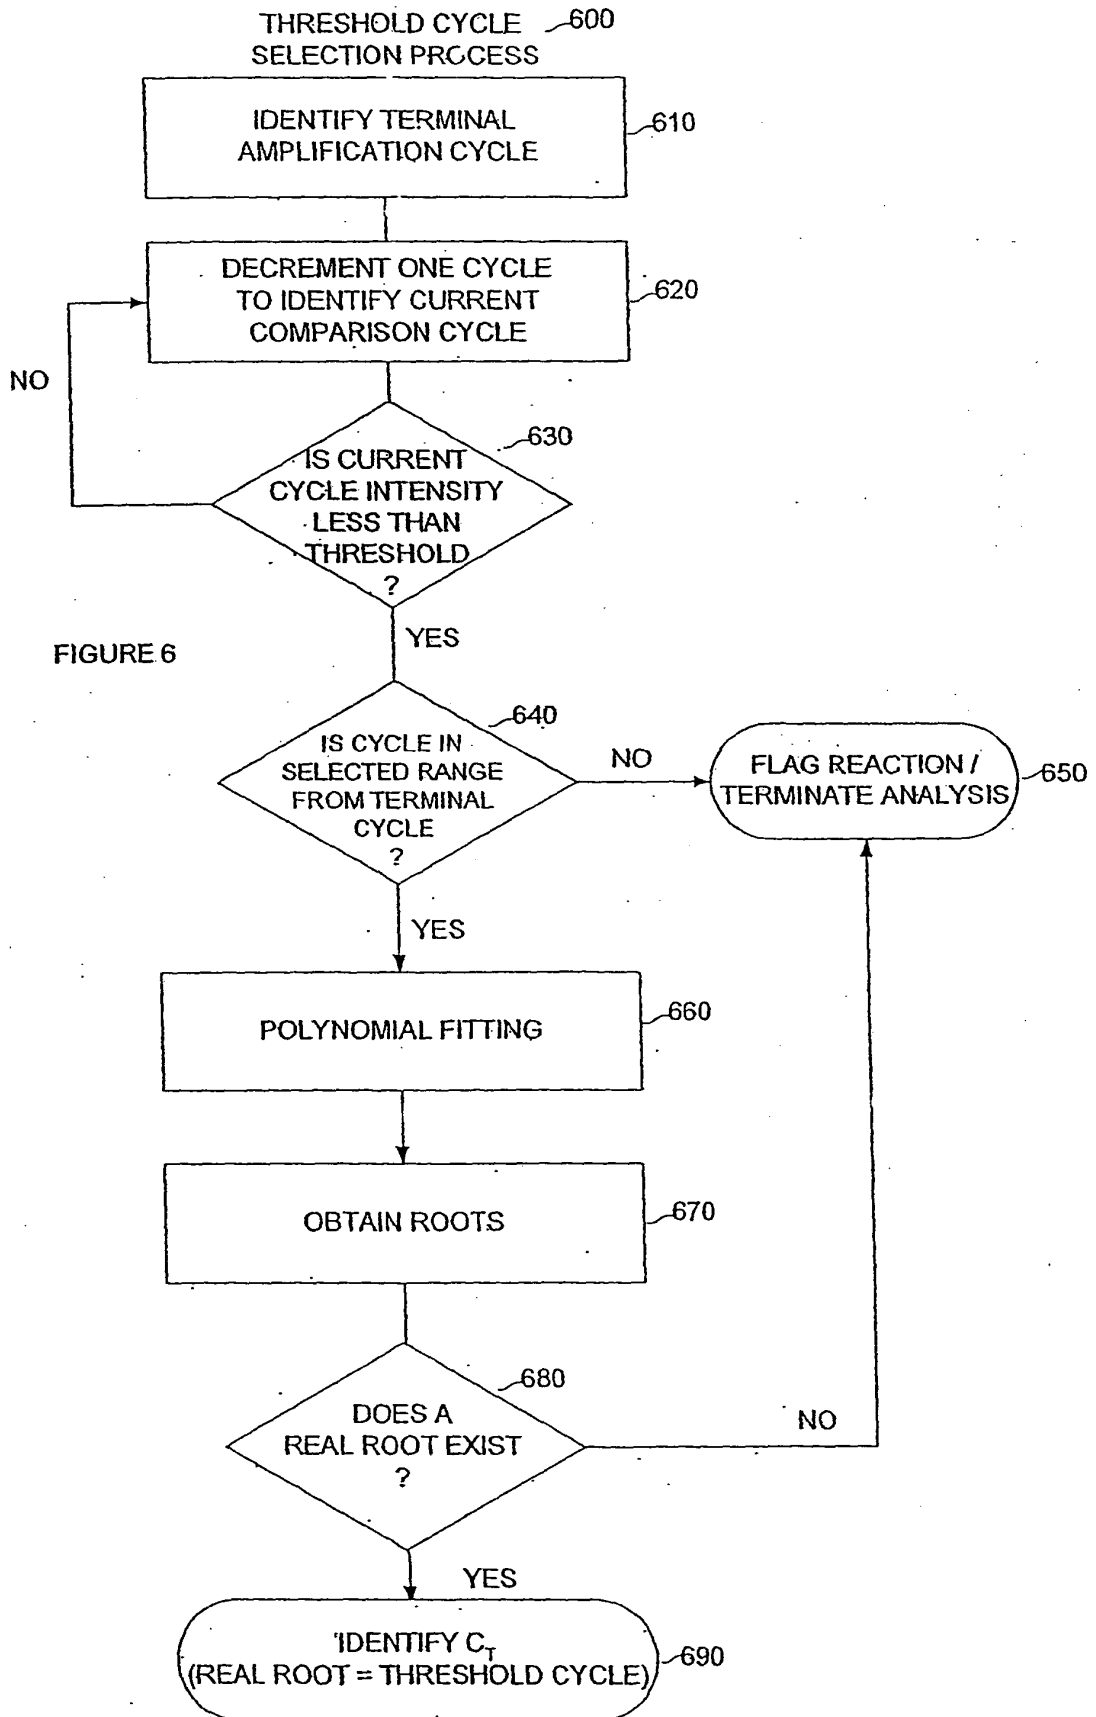 THRESHOLD CYCLE
SELECTION PROCESS
600
IDENTIFY TERMINAL
AMPLIFICATION CYCLE
610
DECREMENT ONE CYCLE
TO IDENTIFY CURRENT
COMPARISON CYCLE
620
NO
630
IS CURRENT
CYCLE INTENSITY
LESS THAN
THRESHOLD
?
YES
FIGURE 6
640
IS CYCLE IN
SELECTED RANGE
FROM TERMINAL
CYCLE
?
NO
FLAG REACTION /
TERMINATE ANALYSIS
650
YES
POLYNOMIAL FITTING
660
OBTAIN ROOTS
670
680
DOES A
REAL ROOT EXIST
?
NO
YES
IDENTIFY C_T
(REAL ROOT = THRESHOLD CYCLE)
690